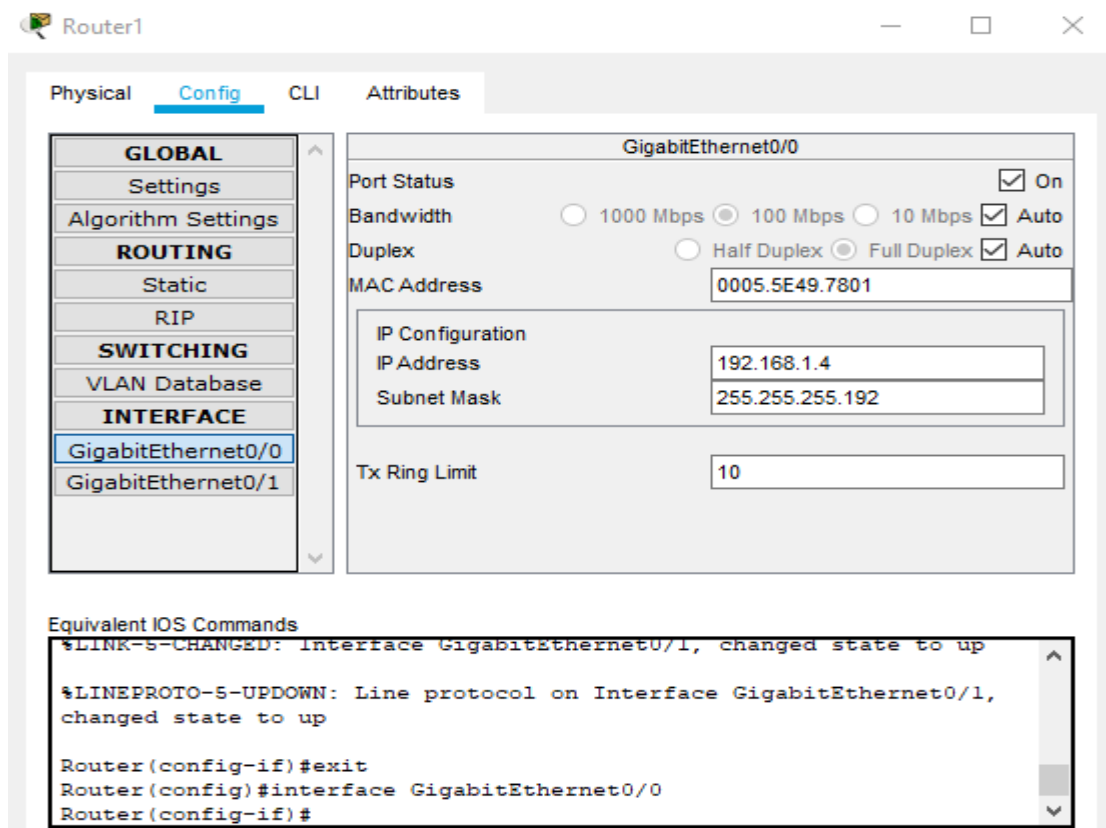 Router1
Physical Config CLI Attributes
GLOBAL
Settings
Algorithm Settings
ROUTING
Static
RIP
SWITCHING
VLAN Database
INTERFACE
GigabitEthernet0/0
GigabitEthernet0/1
GigabitEthernet0/0
Port Status On
Bandwidth 1000 Mbps 100 Mbps 10 Mbps Auto
Duplex Half Duplex Full Duplex Auto
MAC Address 0005.5E49.7801
IP Configuration
IP Address 192.168.1.4
Subnet Mask 255.255.255.192
Tx Ring Limit 10
Equivalent IOS Commands
%LINK-5-CHANGED: Interface GigabitEthernet0/1, changed state to up
%LINEPROTO-5-UPDOWN: Line protocol on Interface GigabitEthernet0/1,
changed state to up
Router(config-if)#exit
Router(config)#interface GigabitEthernet0/0
Router(config-if)#